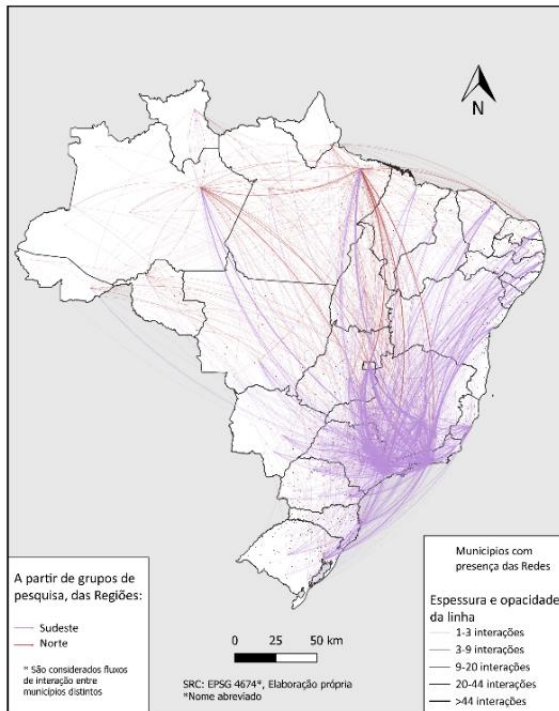 N
A partir de grupos de
pesquisa, das Regiões:
Sudeste
Norte
* São considerados fluxos
de interação entre
municípios distintos
0 25 50 km
SRC: EPSG 4674*, Elaboração própria
*Nome abreviado
Municipios com
presença das Redes
Espessura e opacidade
da linha
1-3 interações
3-9 interações
9-20 interações
20-44 interações
>44 interações